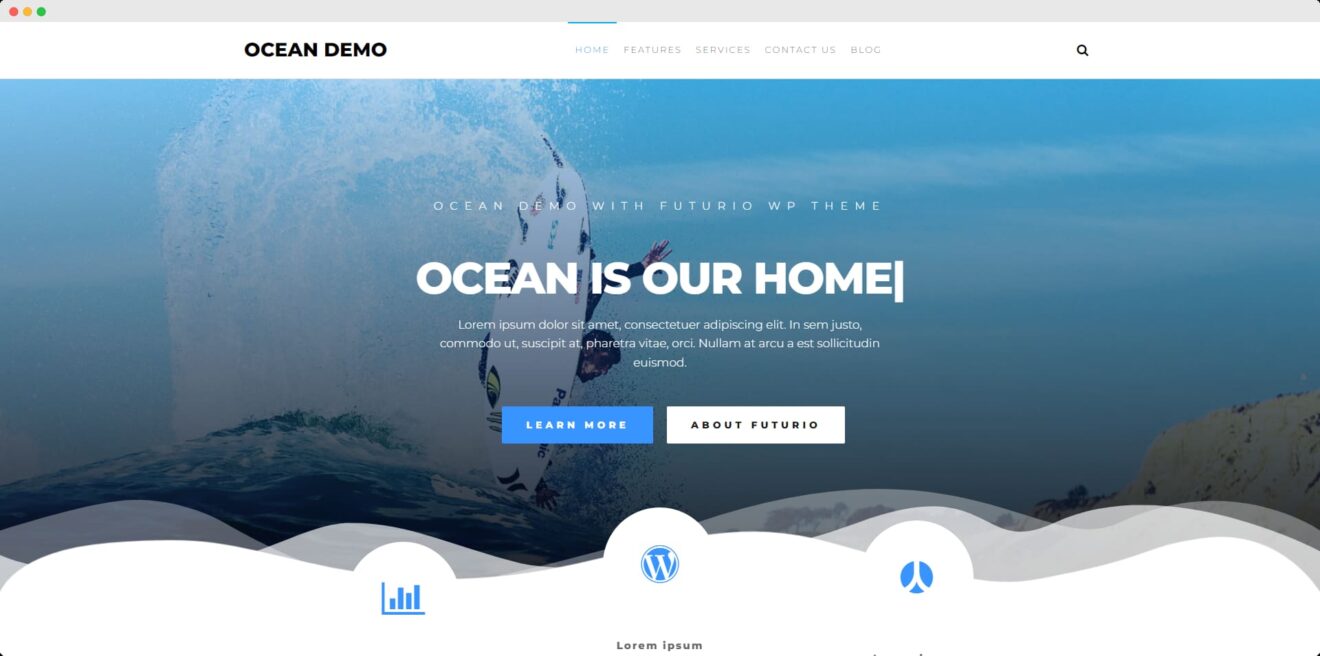 OCEAN DEMO
HOME FEATURES SERVICES CONTACT US BLOG
OCEAN DEMO WITH FUTURIO WP THEME
OCEAN IS OUR HOME|
Lorem ipsum dolor sit amet, consectetuer adipiscing elit. In sem justo,
commodo ut, suscipit at, pharetra vitae, orci. Nullam at arcu a est sollicitudin
euismod.
LEARN MORE ABOUT FUTURIO
Lorem ipsum